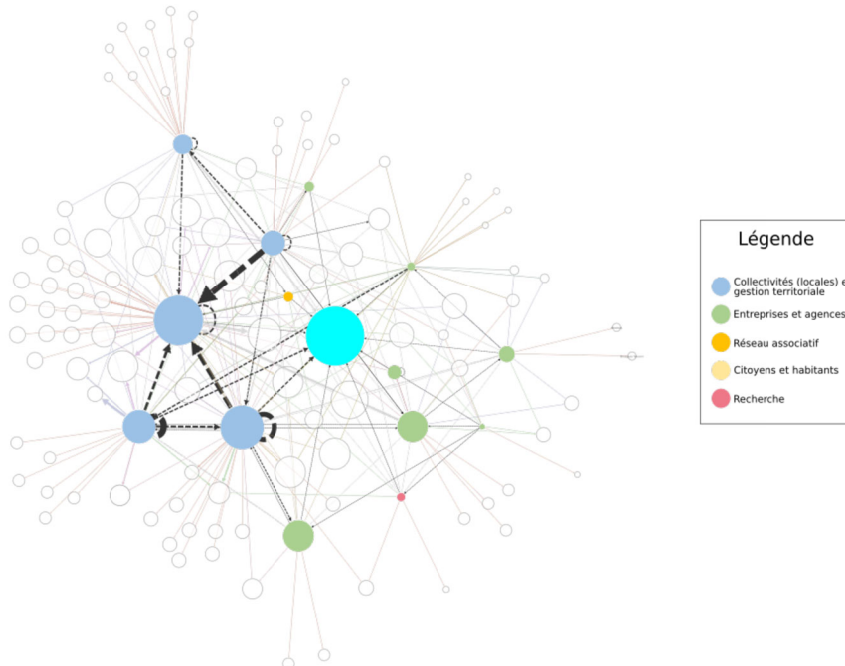 Légende
Collectivités (locales) e
gestion territoriale
Entreprises et agences
Réseau associatif
Citoyens et habitants
Recherche